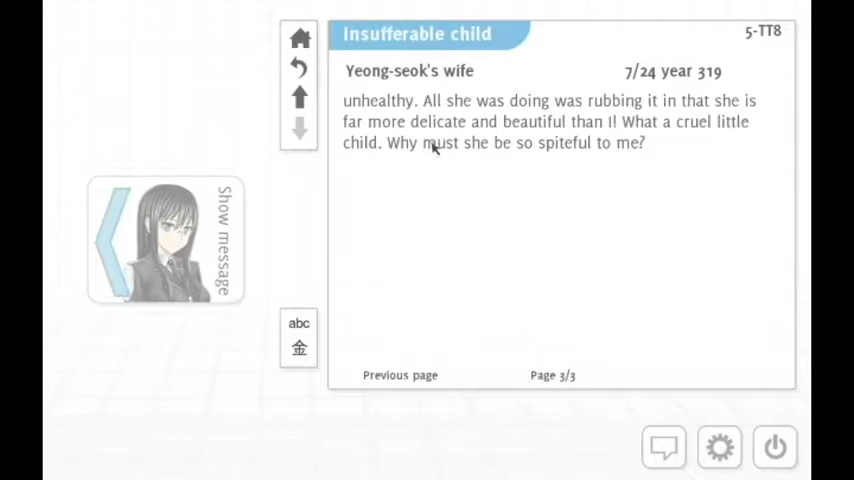 Insufferable child
5-TT8
Yeong-seok's wife
7/24 year 319
unhealthy. All she was doing was rubbing it in that she is
far more delicate and beautiful than I! What a cruel little
child. Why must she be so spiteful to me?
Show message
abc
金
Previous page
Page 3/3